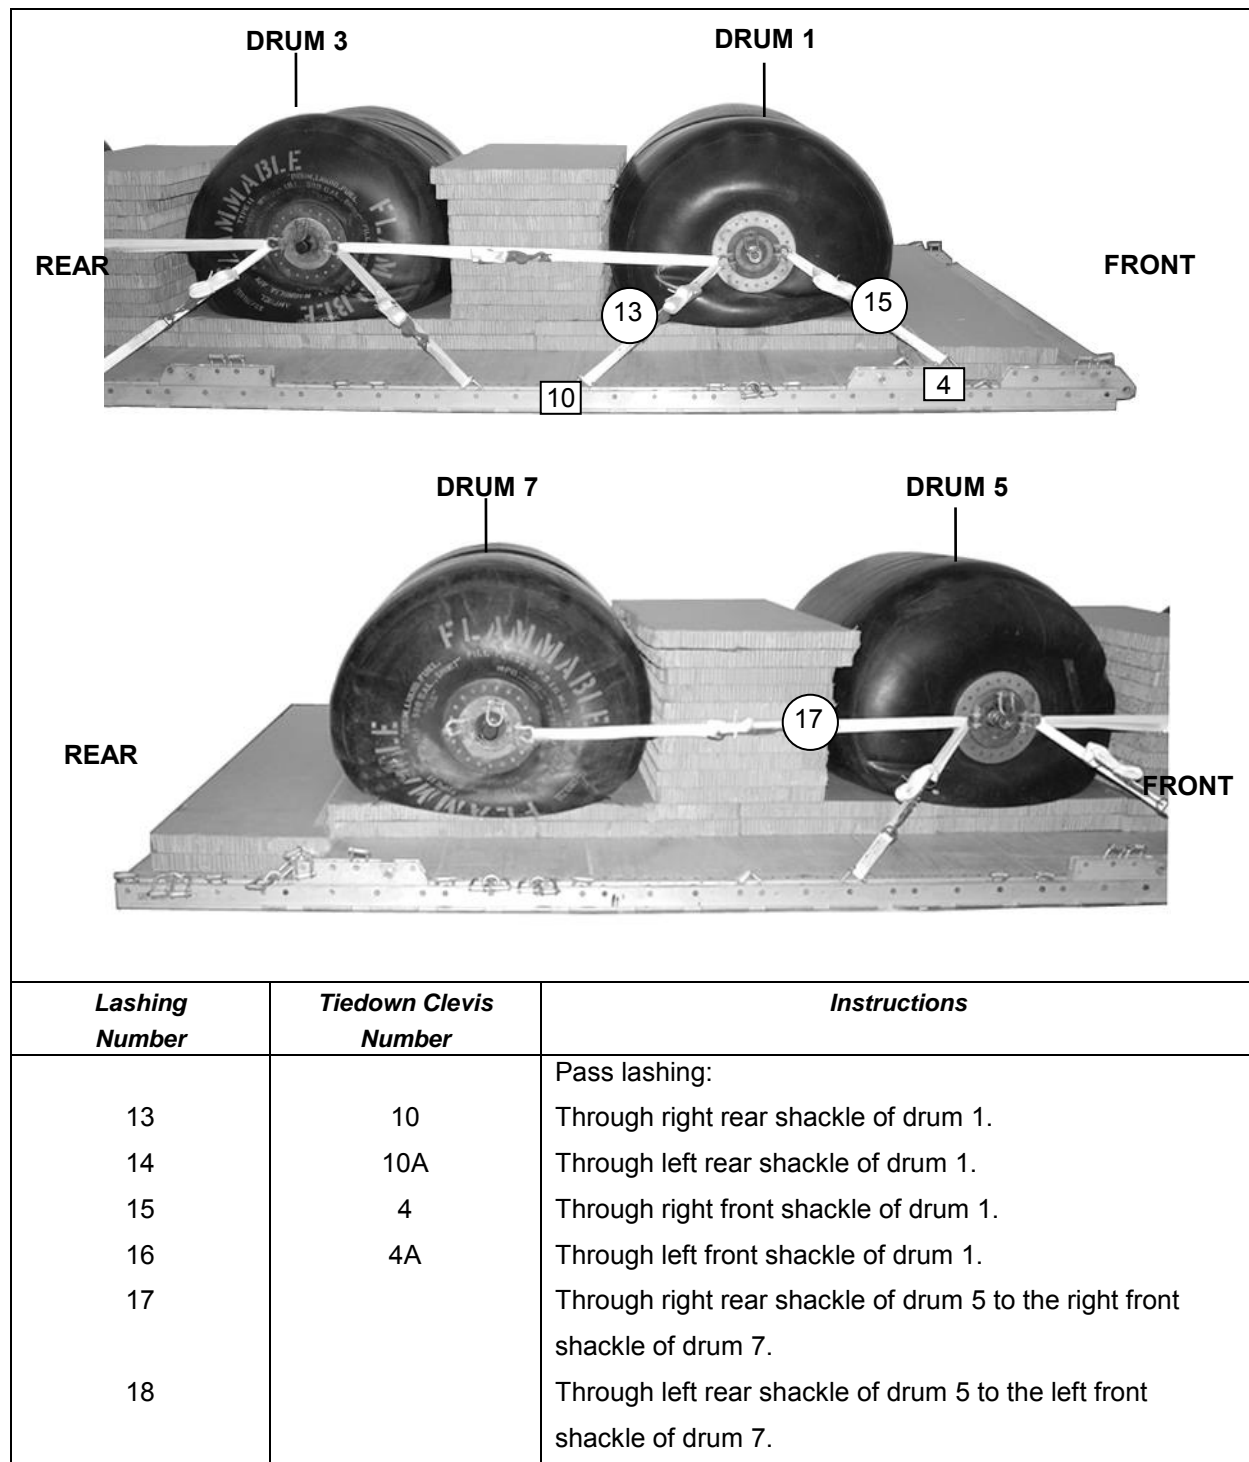 DRUM 3
DRUM 1
REAR
FRONT
13
15
10
4
FLAMMABLE
FLAMMABLE
DRUM 7
DRUM 5
FLAMMABLE
FLAMMABLE
17
REAR
FRONT
Lashing Number
Tiedown Clevis Number
Instructions
Pass lashing:
13 10 Through right rear shackle of drum 1.
14 10A Through left rear shackle of drum 1.
15 4 Through right front shackle of drum 1.
16 4A Through left front shackle of drum 1.
17 Through right rear shackle of drum 5 to the right front
shackle of drum 7.
18 Through left rear shackle of drum 5 to the left front
shackle of drum 7.